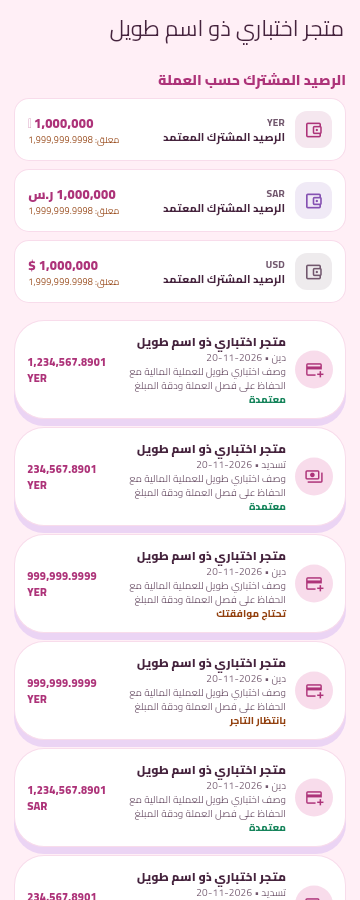 متجر اختباري ذو اسم طويل
الرصيد المشترك حسب العملة
YER
الرصيد المشترك المعتمد
1,000,000
معلق: 1,999,999.9998
SAR
الرصيد المشترك المعتمد
1,000,000 ر.س
معلق: 1,999,999.9998
USD
الرصيد المشترك المعتمد
1,000,000 $
معلق: 1,999,999.9998
متجر اختباري ذو اسم طويل
دين • 2026-11-20
وصف اختباري طويل للعملية المالية مع
الحفاظ على فصل العملة ودقة المبلغ
معتمدة
1,234,567.8901
YER
متجر اختباري ذو اسم طويل
تسديد • 2026-11-20
وصف اختباري طويل للعملية المالية مع
الحفاظ على فصل العملة ودقة المبلغ
معتمدة
234,567.8901
YER
متجر اختباري ذو اسم طويل
دين • 2026-11-20
وصف اختباري طويل للعملية المالية مع
الحفاظ على فصل العملة ودقة المبلغ
تحتاج موافقتك
999,999.9999
YER
متجر اختباري ذو اسم طويل
دين • 2026-11-20
وصف اختباري طويل للعملية المالية مع
الحفاظ على فصل العملة ودقة المبلغ
بانتظار التاجر
999,999.9999
YER
متجر اختباري ذو اسم طويل
دين • 2026-11-20
وصف اختباري طويل للعملية المالية مع
الحفاظ على فصل العملة ودقة المبلغ
معتمدة
1,234,567.8901
SAR
متجر اختباري ذو اسم طويل
تسديد • 2026-11-20
234,567.8901